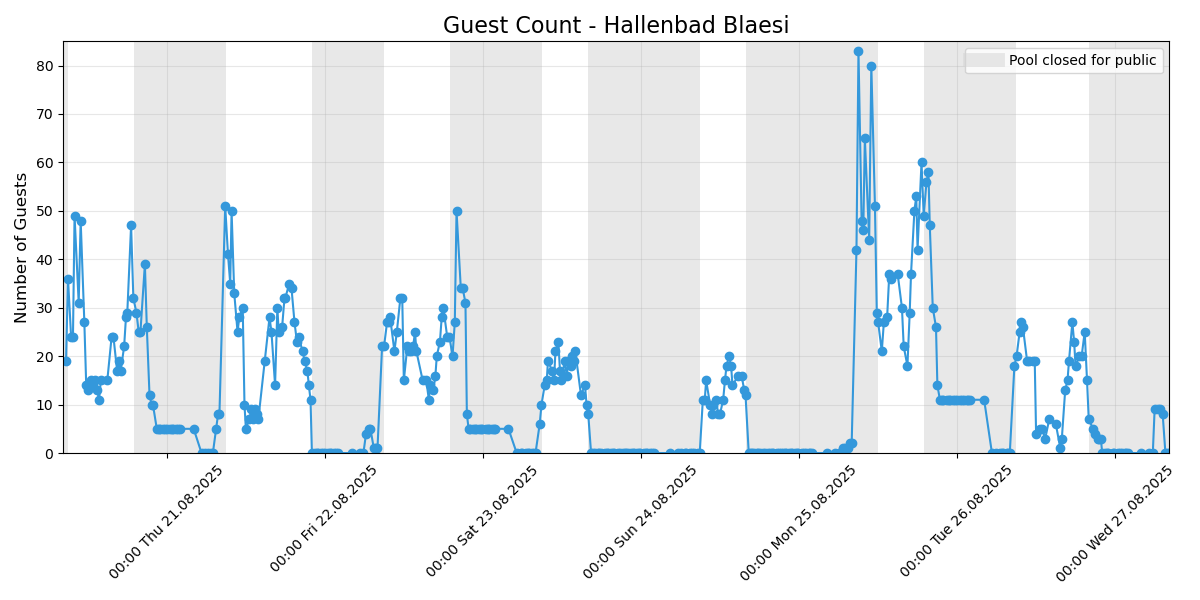 Guest Count - Hallenbad Blaesi
Pool closed for public
Number of Guests
80
70
60
50
40
30
20
10
0
00:00 Thu 21.08.2025
00:00 Fri 22.08.2025
00:00 Sat 23.08.2025
00:00 Sun 24.08.2025
00:00 Mon 25.08.2025
00:00 Tue 26.08.2025
00:00 Wed 27.08.2025